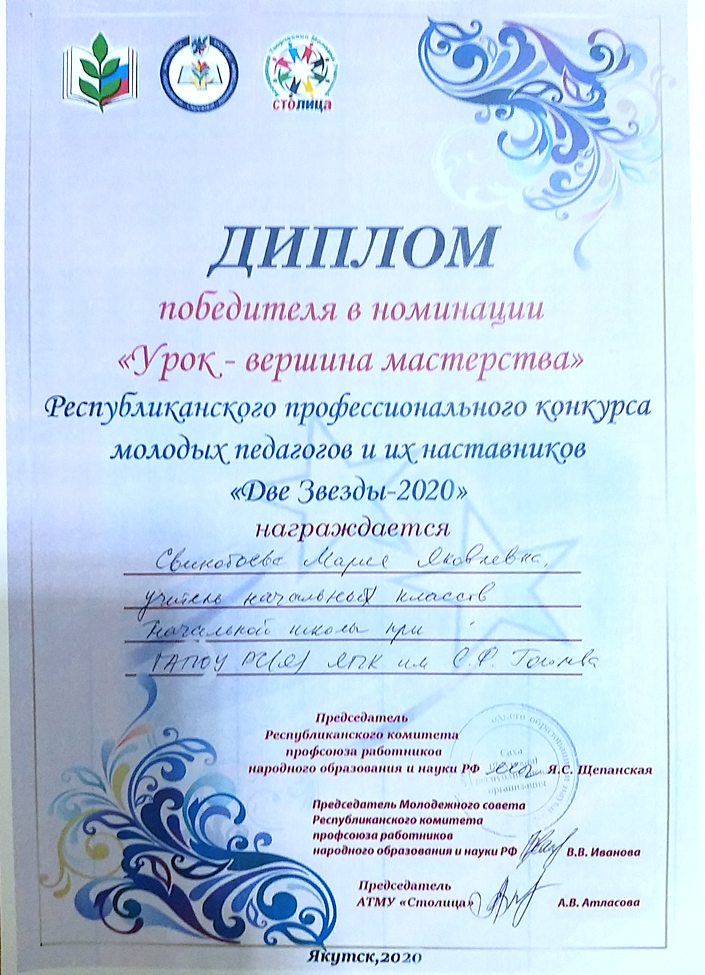 столица
ДИПЛОМ
победителя в номинации
«Урок - вершина мастерства»
Республиканского профессионального конкурса
молодых педагогов и их наставников
«Две Звезды-2020»
награждается
Мария Яковлевна,
учитель начальных классов
начальной школы при
ГАПОУ РС(Я) ЯПК им С.Ф. Гоголева
Председатель
Республиканского комитета
профсоюза работников
народного образования и науки РФ Я.С. Щепанская
Саха
организация
Председатель Молодежного совета
Республиканского комитета
профсоюза работников
народного образования и науки РФ В.В. Иванова
Председатель
АТМУ «Столица» А.В. Атласова
Якутск,2020